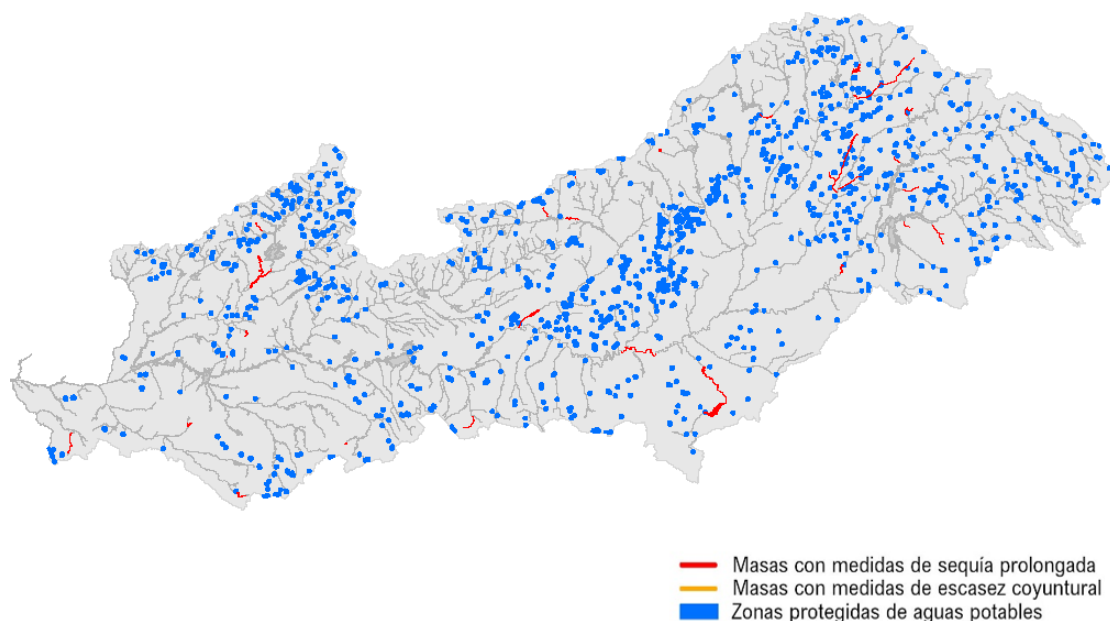 Masas con medidas de sequía prolongada
Masas con medidas de escasez coyuntural
Zonas protegidas de aguas potables